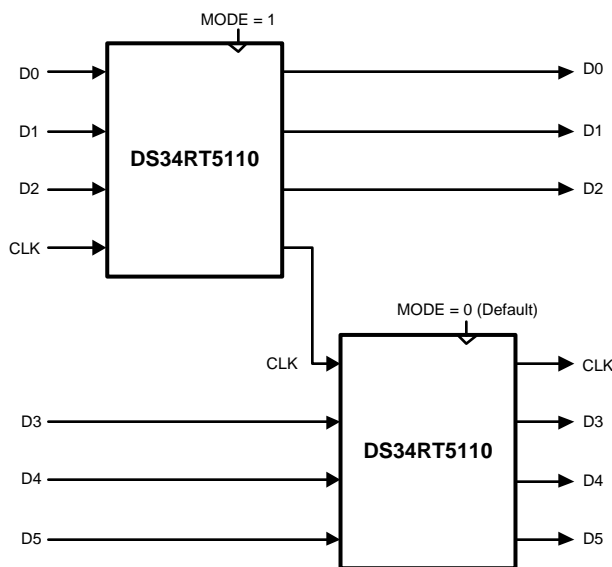 MODE = 1
D0
D0
D1
D1
DS34RT5110
D2
D2
CLK
MODE = 0 (Default)
CLK
CLK
D3
D3
DS34RT5110
D4
D4
D5
D5